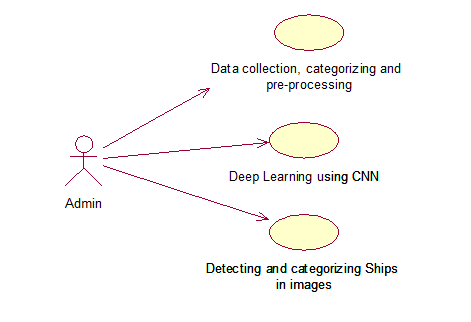 Data collection, categorizing and
pre-processing
Deep Learning using CNN
Admin
Detecting and categorizing Ships
in images